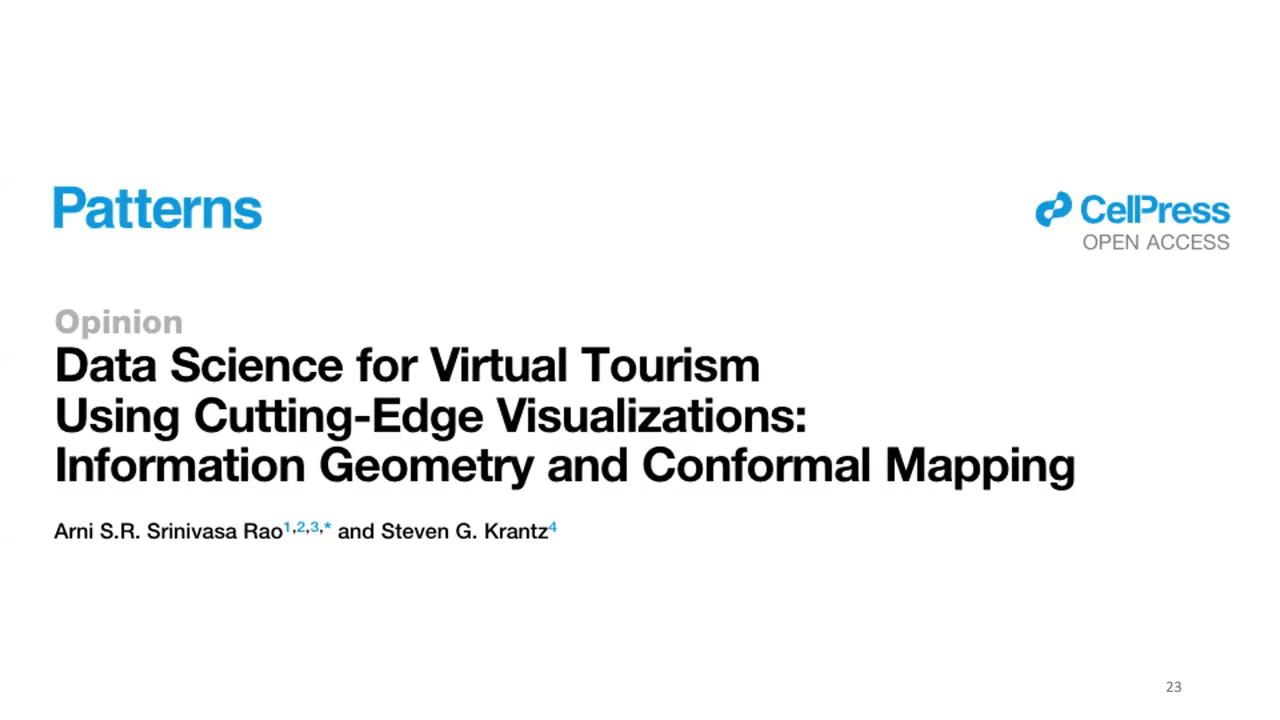 Patterns
CellPress
OPEN ACCESS
Opinion
Data Science for Virtual Tourism
Using Cutting-Edge Visualizations:
Information Geometry and Conformal Mapping
Arni S.R. Srinivasa Rao1,2,3,* and Steven G. Krantz4
23